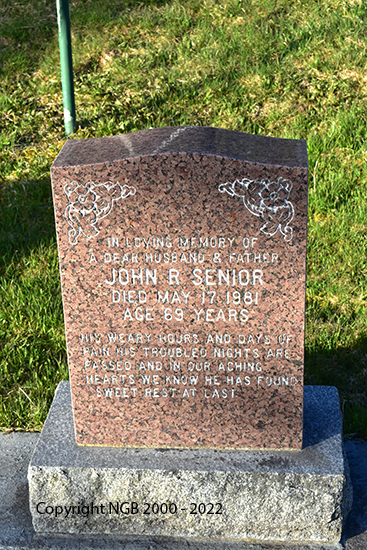 IN LOVING MEMORY OF
A DEAR HUSBAND & FATHER
JOHN R. SENIOR
DIED MAY 17, 1981
AGE 69 YEARS
HIS WEARY HOURS AND DAYS OF
PAIN HIS TROUBLED NIGHTS ARE
PASSED AND IN OUR ACHING
HEARTS WE KNOW HE HAS FOUND
SWEET REST AT LAST
Copyright NGB 2000 - 2022